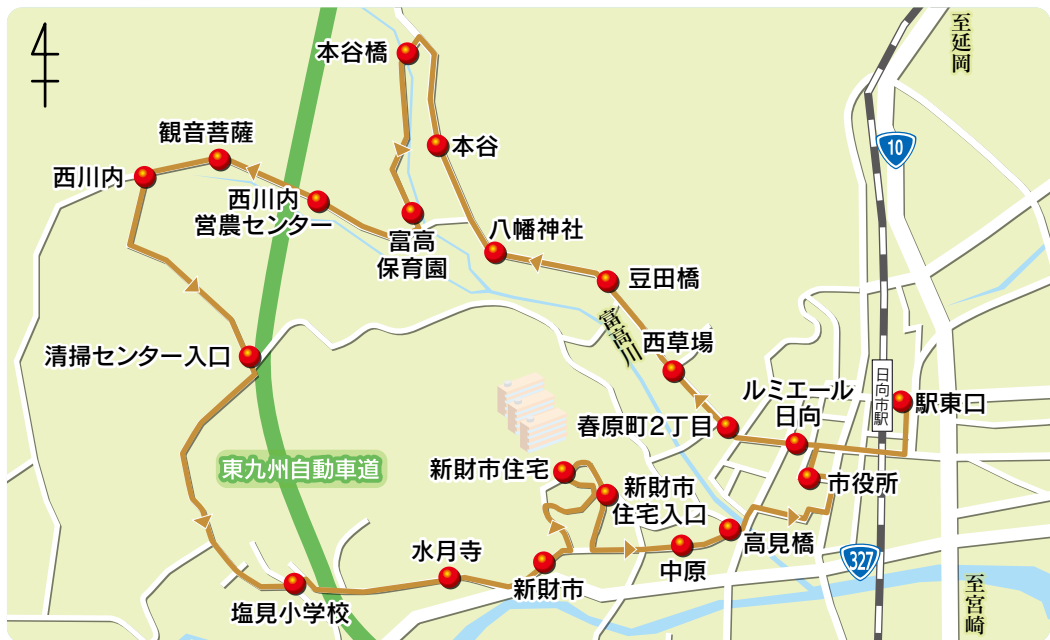 至延岡
本谷橋
観音菩薩
10
本谷
西川内
西川内
営農センター
八幡神社
富高
保育園
豆田橋
富高川
西草場
清掃センター入口
ルミエール
日向
日向市駅
駅東口
春原町2丁目
東九州自動車道
新財市住宅
新財市
住宅入口
市役所
高見橋
水月寺
中原
327
新財市
塩見小学校
至宮崎